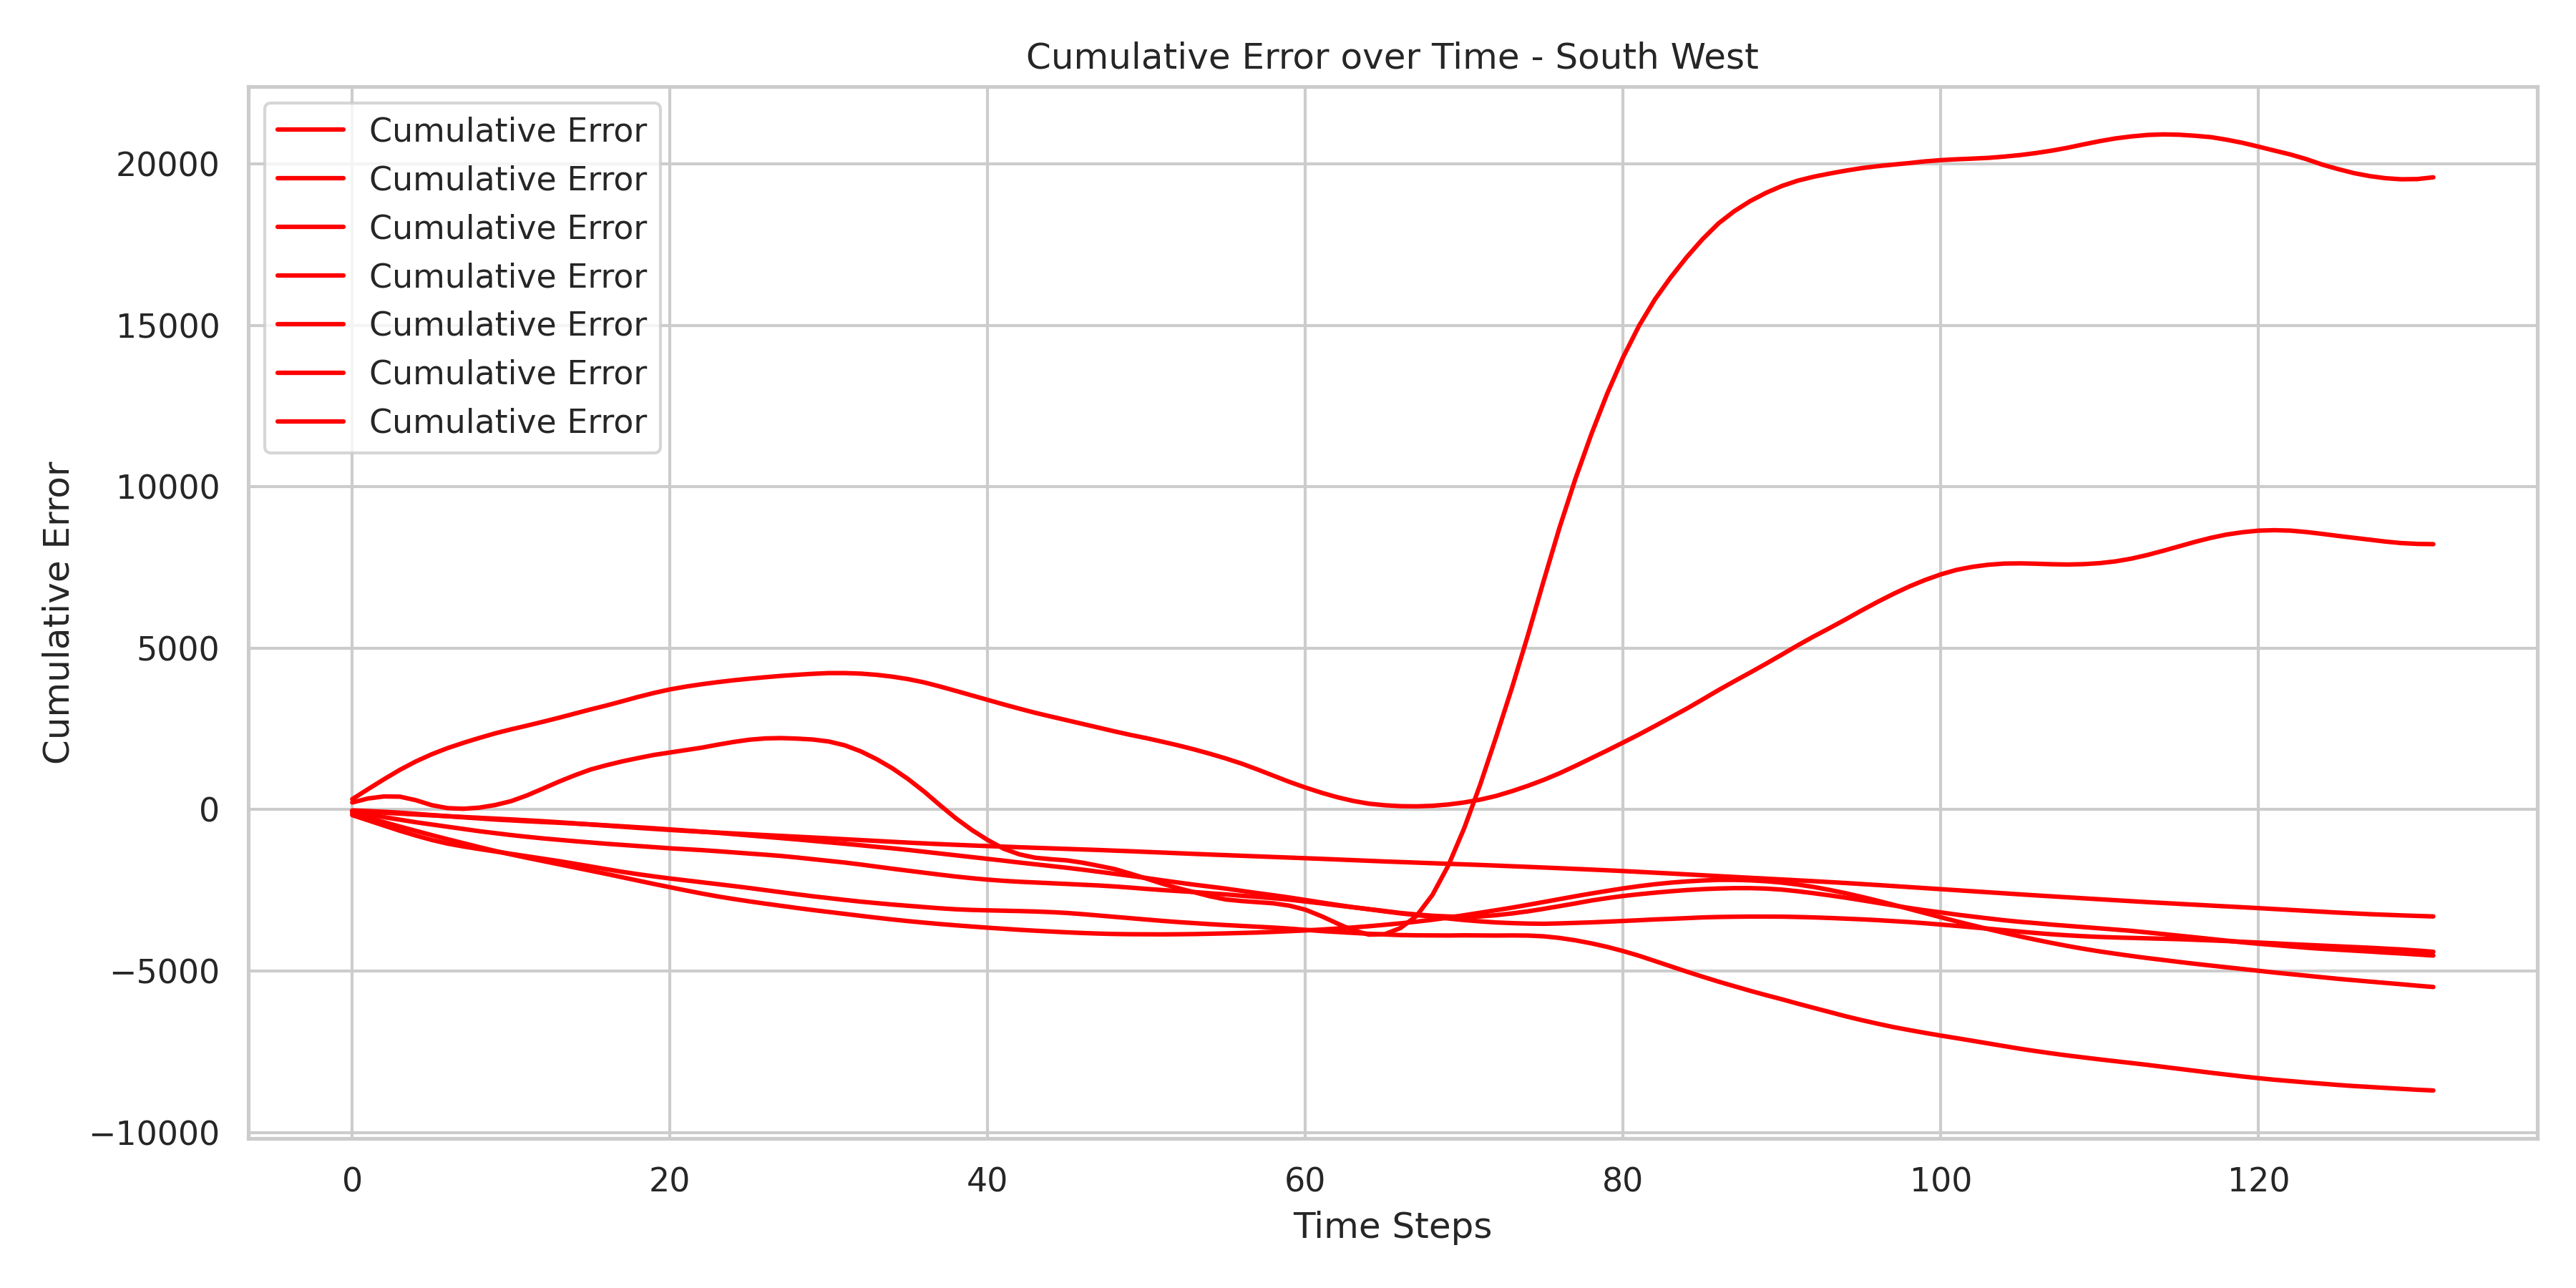 Cumulative Error over Time - South West
Cumulative Error
Cumulative Error
Cumulative Error
Cumulative Error
Cumulative Error
Cumulative Error
Cumulative Error
20000
15000
10000
5000
0
−5000
−10000
Cumulative Error
0 20 40 60 80 100 120
Time Steps